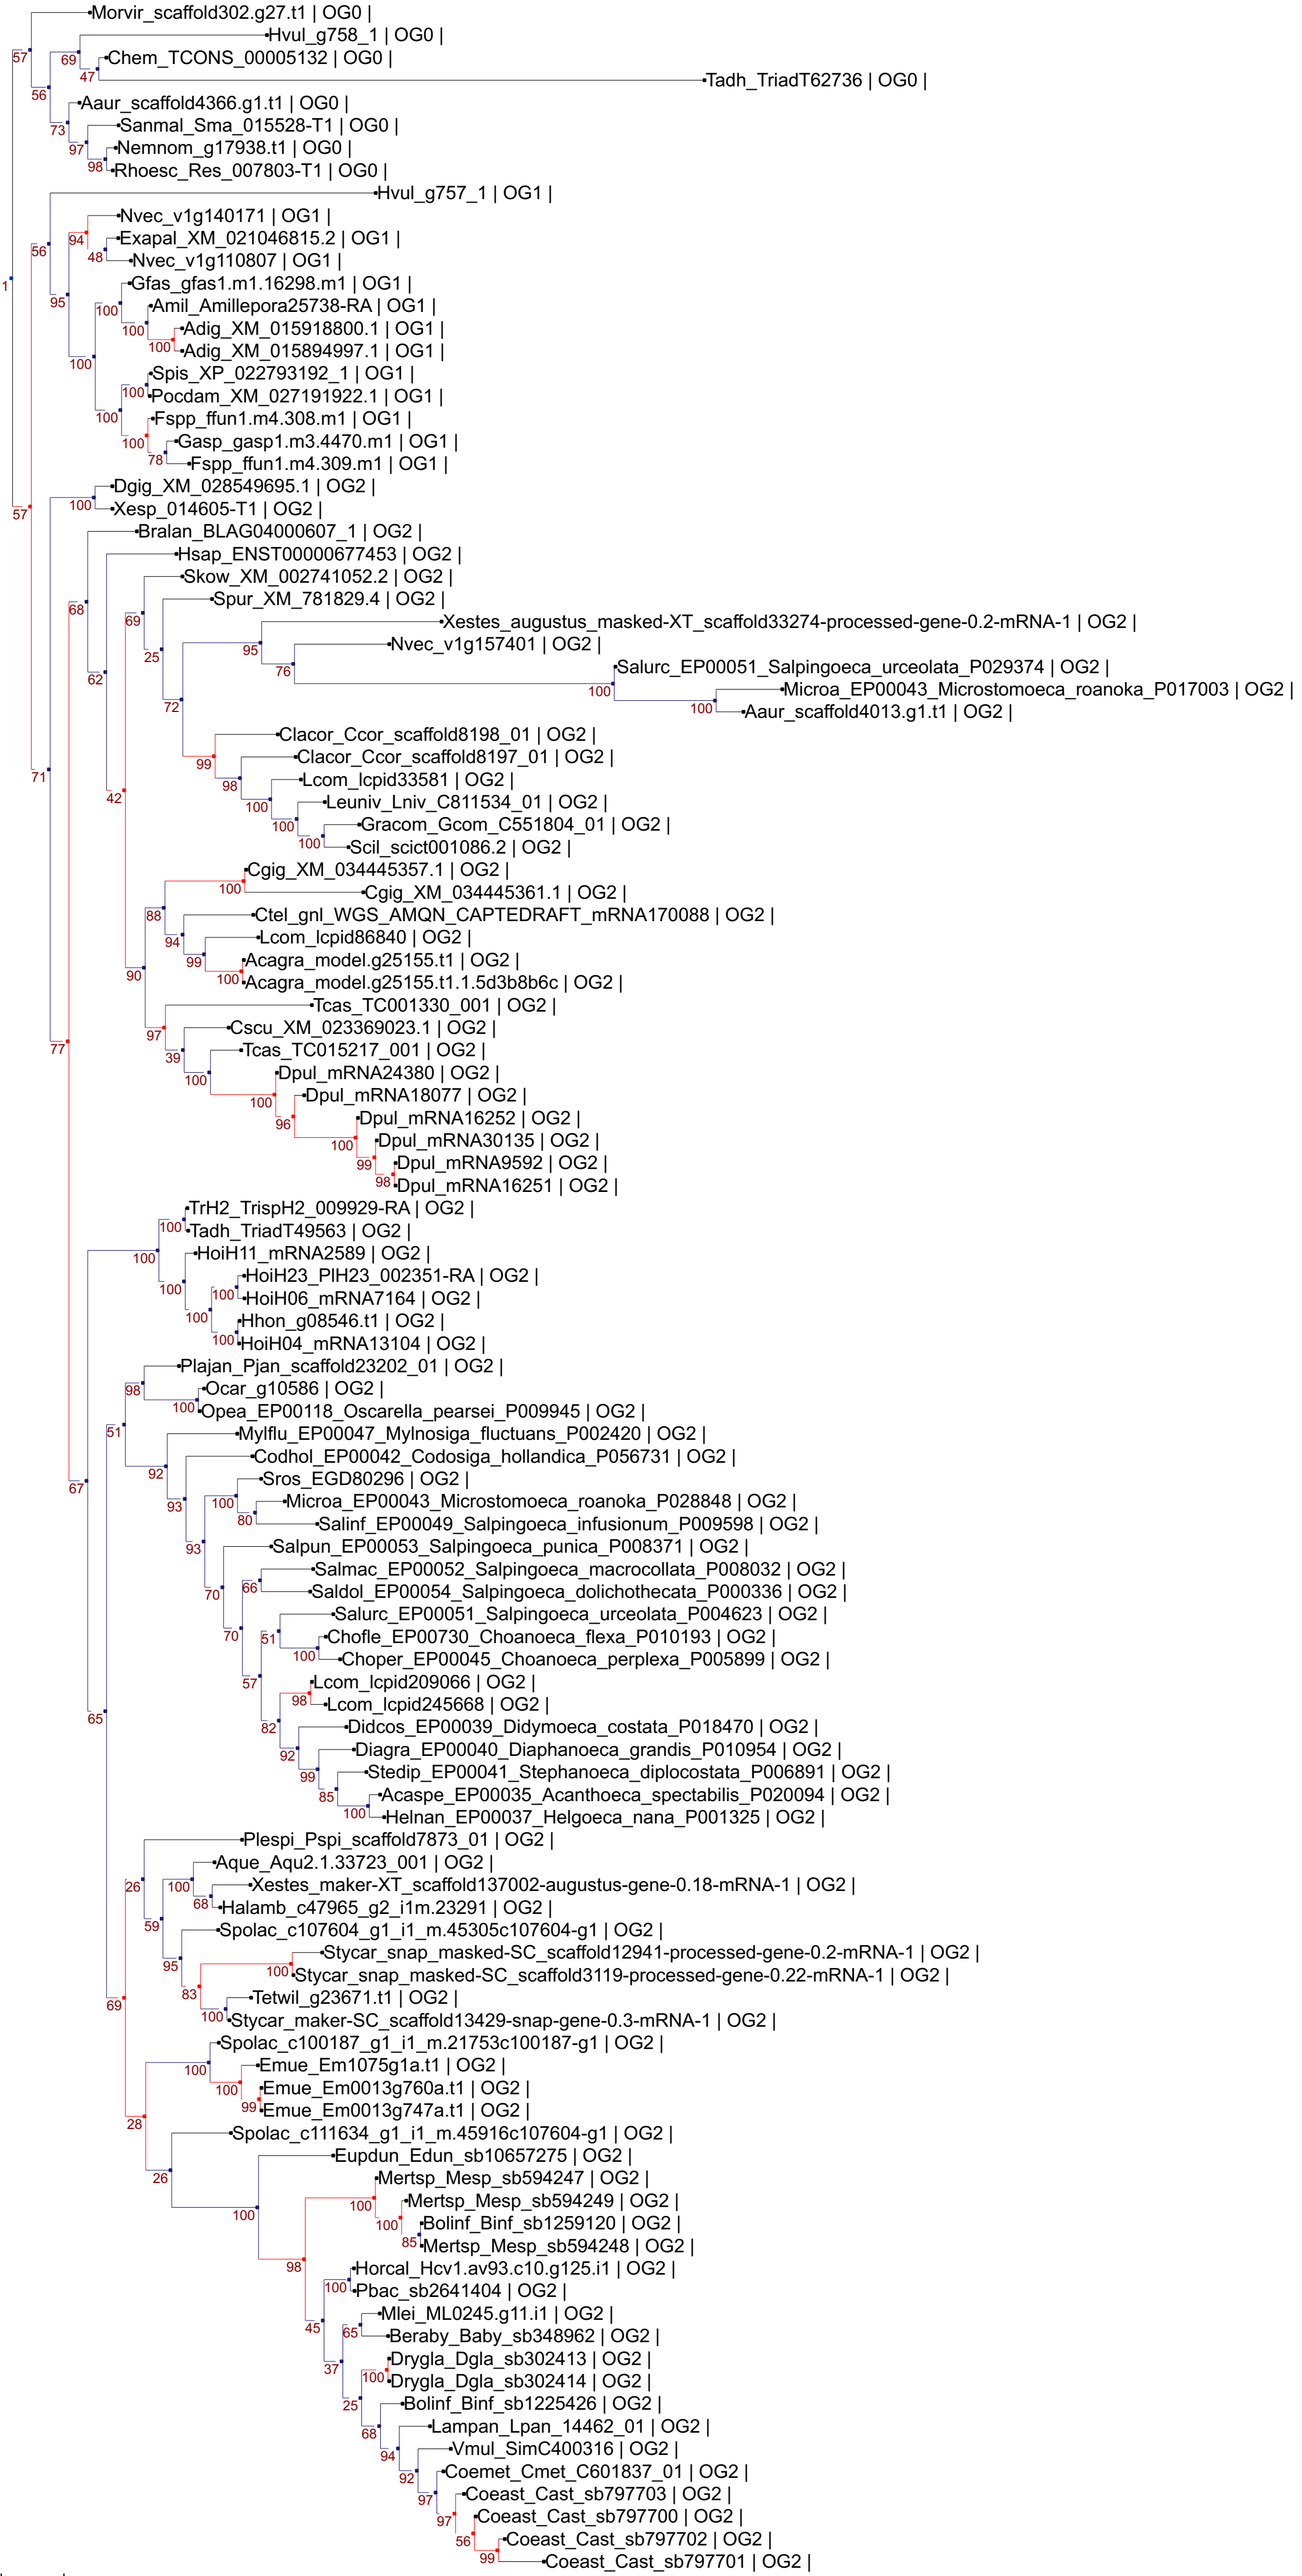 Morvir_scaffold302.g27.t1 | OG0 |
Hvul_g758_1 | OG0 |
57
69
Chem_TCONS_00005132 | OG0 |
47
Tadh_TriadT62736 | OG0 |
56
Aaur_scaffold4366.g1.t1 | OG0 |
73
Sanmal_Sma_015528-T1 | OG0 |
97
Nemnom_g17938.t1 | OG0 |
98
Rhoesc_Res_007803-T1 | OG0 |
Hvul_g757_1 | OG1 |
Nvec_v1g140171 | OG1 |
94
Exapal_XM_021046815.2 | OG1 |
56
48
Nvec_v1g110807 | OG1 |
1
Gfas_gfas1.m1.16298.m1 | OG1 |
95
100
Amil_Amillepora25738-RA | OG1 |
100
Adig_XM_015918800.1 | OG1 |
100
Adig_XM_015894997.1 | OG1 |
100
Spis_XP_022793192_1 | OG1 |
100
Pocdam_XM_027191922.1 | OG1 |
100
Fspp_ffun1.m4.308.m1 | OG1 |
100
Gasp_gasp1.m3.4470.m1 | OG1 |
78
Fspp_ffun1.m4.309.m1 | OG1 |
Dgig_XM_028549695.1 | OG2 |
100
Xesp_014605-T1 | OG2 |
57
Bralan_BLAG04000607_1 | OG2 |
Hsap_ENST00000677453 | OG2 |
Skow_XM_002741052.2 | OG2 |
68
Spur_XM_781829.4 | OG2 |
69
Xestes_augustus_masked-XT_scaffold33274-processed-gene-0.2-mRNA-1 | OG2 |
95
Nvec_v1g157401 | OG2 |
25
76
Salurc_EP00051_Salpingoeca_urceolata_P029374 | OG2 |
62
100
Microa_EP00043_Microstomoeca_roanoka_P017003 | OG2 |
72
100
Aaur_scaffold4013.g1.t1 | OG2 |
Clacor_Ccor_scaffold8198_01 | OG2 |
99
Clacor_Ccor_scaffold8197_01 | OG2 |
71
98
Lcom_lcpid33581 | OG2 |
42
100
Leuniv_Lniv_C811534_01 | OG2 |
100
Gracom_Gcom_C551804_01 | OG2 |
100
Scil_scict001086.2 | OG2 |
Cgig_XM_034445357.1 | OG2 |
100
Cgig_XM_034445361.1 | OG2 |
88
Ctel_gnl_WGS_AMQN_CAPTEDRAFT_mRNA170088 | OG2 |
94
Lcom_lcpid86840 | OG2 |
99
Acagra_model.g25155.t1 | OG2 |
90
100
Acagra_model.g25155.t1.1.5d3b8b6c | OG2 |
Tcas_TC001330_001 | OG2 |
97
Cscu_XM_023369023.1 | OG2 |
77
39
Tcas_TC015217_001 | OG2 |
100
Dpul_mRNA24380 | OG2 |
100
Dpul_mRNA18077 | OG2 |
96
Dpul_mRNA16252 | OG2 |
100
Dpul_mRNA30135 | OG2 |
99
Dpul_mRNA9592 | OG2 |
98
Dpul_mRNA16251 | OG2 |
TrH2_TrispH2_009929-RA | OG2 |
100
Tadh_TriadT49563 | OG2 |
100
HoiH11_mRNA2589 | OG2 |
100
HoiH23_PlH23_002351-RA | OG2 |
100
HoiH06_mRNA7164 | OG2 |
100
Hhon_g08546.t1 | OG2 |
100
HoiH04_mRNA13104 | OG2 |
Plajan_Pjan_scaffold23202_01 | OG2 |
98
Ocar_g10586 | OG2 |
100
Opea_EP00118_Oscarella_pearsei_P009945 | OG2 |
51
Mylflu_EP00047_Mylnosiga_fluctuans_P002420 | OG2 |
92
Codhol_EP00042_Codosiga_hollandica_P056731 | OG2 |
67
Sros_EGD80296 | OG2 |
93
100
Microa_EP00043_Microstomoeca_roanoka_P028848 | OG2 |
80
Salinf_EP00049_Salpingoeca_infusionum_P009598 | OG2 |
93
Salpun_EP00053_Salpingoeca_punica_P008371 | OG2 |
Salmac_EP00052_Salpingoeca_macrocollata_P008032 | OG2 |
70
66
Saldol_EP00054_Salpingoeca_dolichothecata_P000336 | OG2 |
Salurc_EP00051_Salpingoeca_urceolata_P004623 | OG2 |
70
51
Chofle_EP00730_Choanoeca_flexa_P010193 | OG2 |
100
Choper_EP00045_Choanoeca_perplexa_P005899 | OG2 |
57
Lcom_lcpid209066 | OG2 |
98
Lcom_lcpid245668 | OG2 |
65
82
Didcos_EP00039_Didymoeca_costata_P018470 | OG2 |
92
Diagra_EP00040_Diaphanoeca_grandis_P010954 | OG2 |
99
Stedip_EP00041_Stephanoeca_diplocostata_P006891 | OG2 |
85
Acaspe_EP00035_Acanthoeca_spectabilis_P020094 | OG2 |
100
Helnan_EP00037_Helgoeca_nana_P001325 | OG2 |
Plespi_Pspi_scaffold7873_01 | OG2 |
Aque_Aqu2.1.33723_001 | OG2 |
26
100
Xestes_maker-XT_scaffold137002-augustus-gene-0.18-mRNA-1 | OG2 |
68
Halamb_c47965_g2_i1m.23291 | OG2 |
59
Spolac_c107604_g1_i1_m.45305c107604-g1 | OG2 |
Stycar_snap_masked-SC_scaffold12941-processed-gene-0.2-mRNA-1 | OG2 |
95
100
Stycar_snap_masked-SC_scaffold3119-processed-gene-0.22-mRNA-1 | OG2 |
83
Tetwil_g23671.t1 | OG2 |
69
100
Stycar_maker-SC_scaffold13429-snap-gene-0.3-mRNA-1 | OG2 |
Spolac_c100187_g1_i1_m.21753c100187-g1 | OG2 |
100
Emue_Em1075g1a.t1 | OG2 |
100
Emue_Em0013g760a.t1 | OG2 |
99
Emue_Em0013g747a.t1 | OG2 |
28
Spolac_c111634_g1_i1_m.45916c107604-g1 | OG2 |
Eupdun_Edun_sb10657275 | OG2 |
26
Mertsp_Mesp_sb594247 | OG2 |
100
Mertsp_Mesp_sb594249 | OG2 |
100
100
Bolinf_Binf_sb1259120 | OG2 |
85
Mertsp_Mesp_sb594248 | OG2 |
98
Horcal_Hcv1.av93.c10.g125.i1 | OG2 |
100
Pbac_sb2641404 | OG2 |
Mlei_ML0245.g11.i1 | OG2 |
45
65
Beraby_Baby_sb348962 | OG2 |
37
Drygla_Dgla_sb302413 | OG2 |
100
Drygla_Dgla_sb302414 | OG2 |
25
Bolinf_Binf_sb1225426 | OG2 |
68
Lampan_Lpan_14462_01 | OG2 |
94
Vmul_SimC400316 | OG2 |
92
Coemet_Cmet_C601837_01 | OG2 |
97
Coeast_Cast_sb797703 | OG2 |
97
Coeast_Cast_sb797700 | OG2 |
56
Coeast_Cast_sb797702 | OG2 |
99
Coeast_Cast_sb797701 | OG2 |